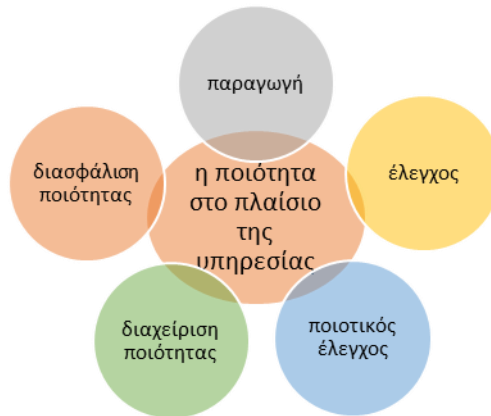 παραγωγή
διασφάλιση
ποιότητας
η ποιότητα
στο πλαίσιο
της
υπηρεσίας
έλεγχος
διαχείριση
ποιότητας
ποιοτικός
έλεγχος